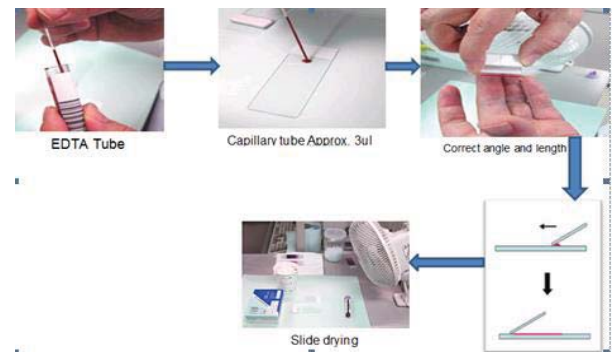 EDTA Tube
Capillary tube Approx. 3ul
Correct angle and length
Slide drying